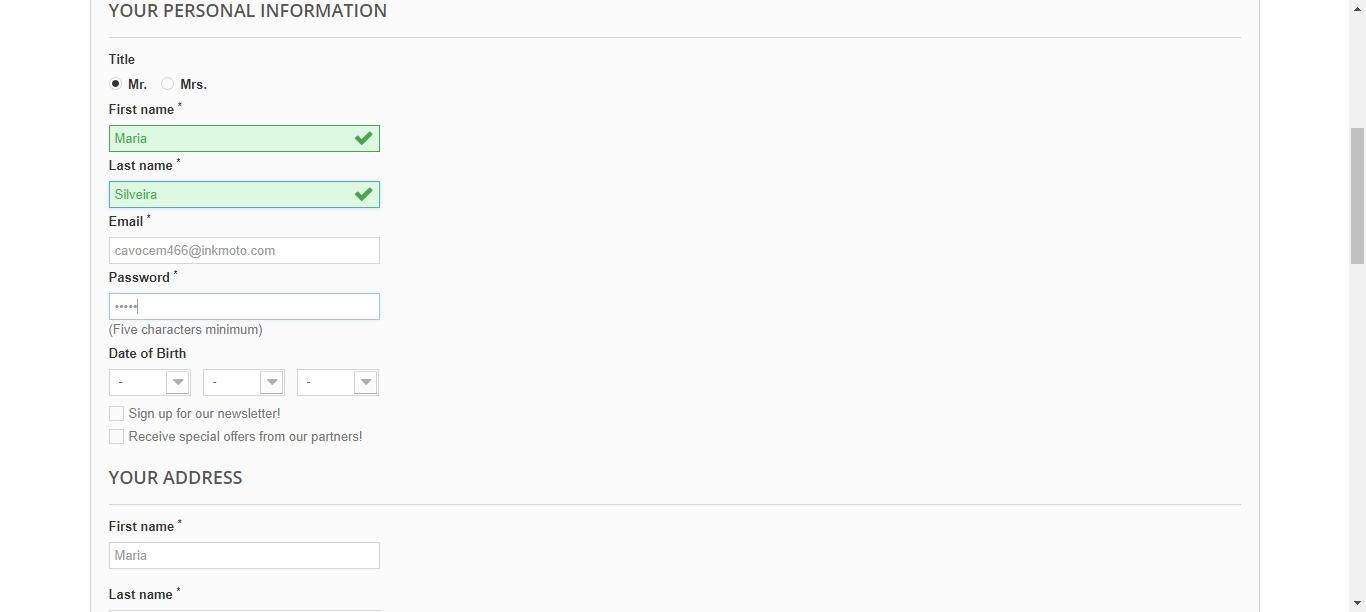 YOUR PERSONAL INFORMATION
Title
Mr. Mrs.
First name *
Maria
Last name *
Silveira
Email *
cavocem466@inkmoto.com
Password *
•••••
(Five characters minimum)
Date of Birth
- - -
Sign up for our newsletter!
Receive special offers from our partners!
YOUR ADDRESS
First name *
Maria
Last name *